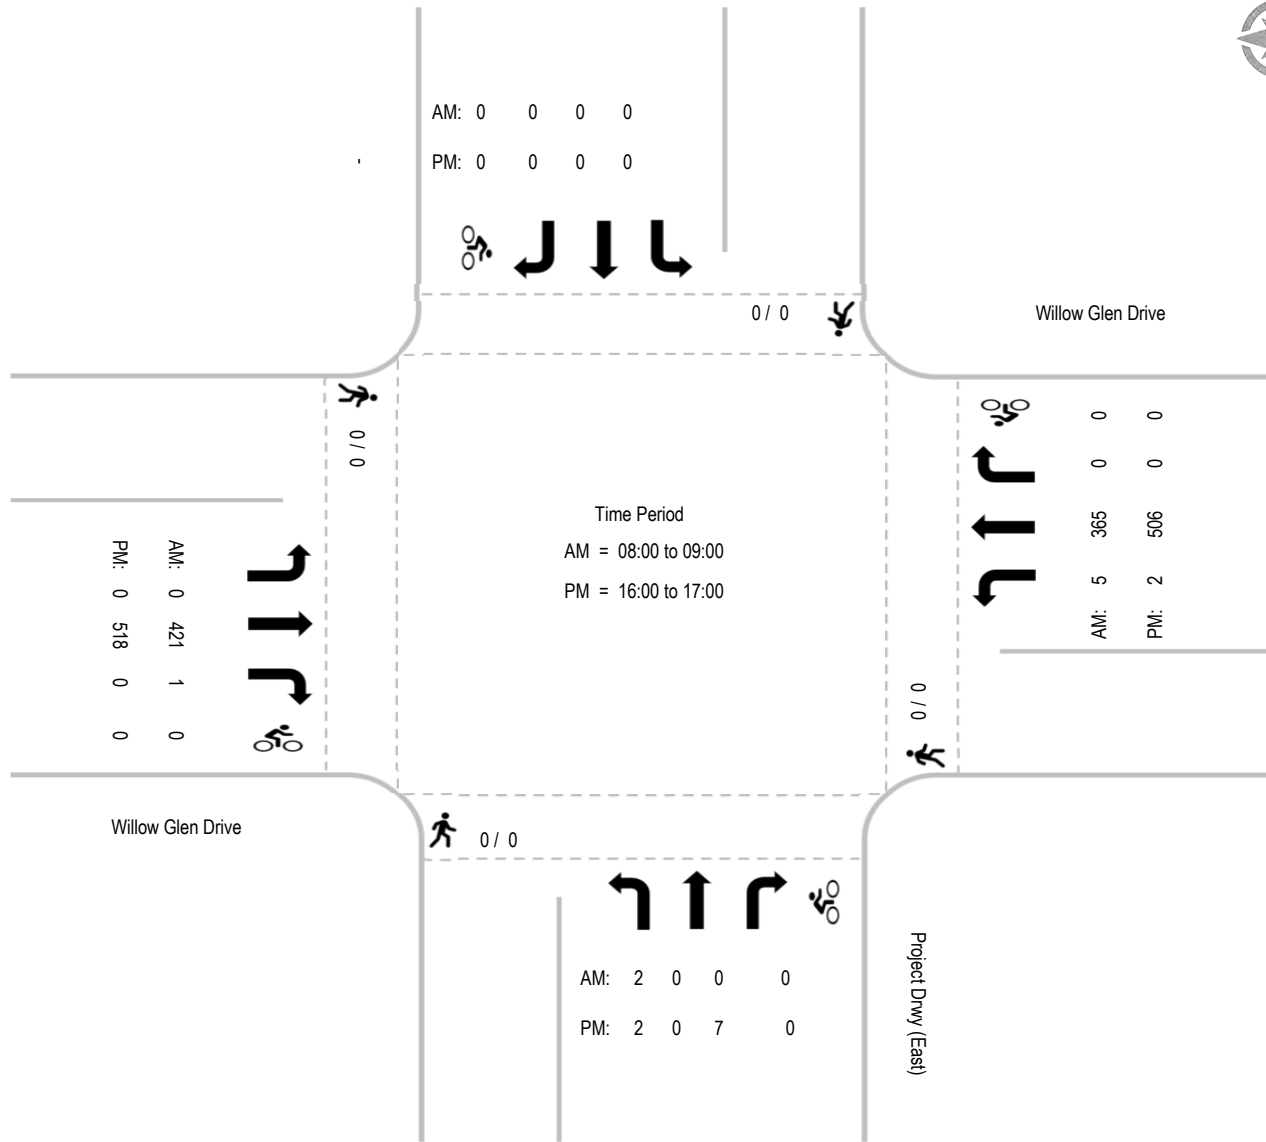 AM: 0 0 0 0
PM: 0 0 0 0
0 / 0
Willow Glen Drive
0 / 0
0 0
0 0
365 506
5 2
AM: PM:
Time Period
AM = 08:00 to 09:00
PM = 16:00 to 17:00
AM: 0 421 1 0
PM: 0 518 0 0
0 / 0
Willow Glen Drive
0 / 0
AM: 2 0 0 0
PM: 2 0 7 0
Project Drwy (East)